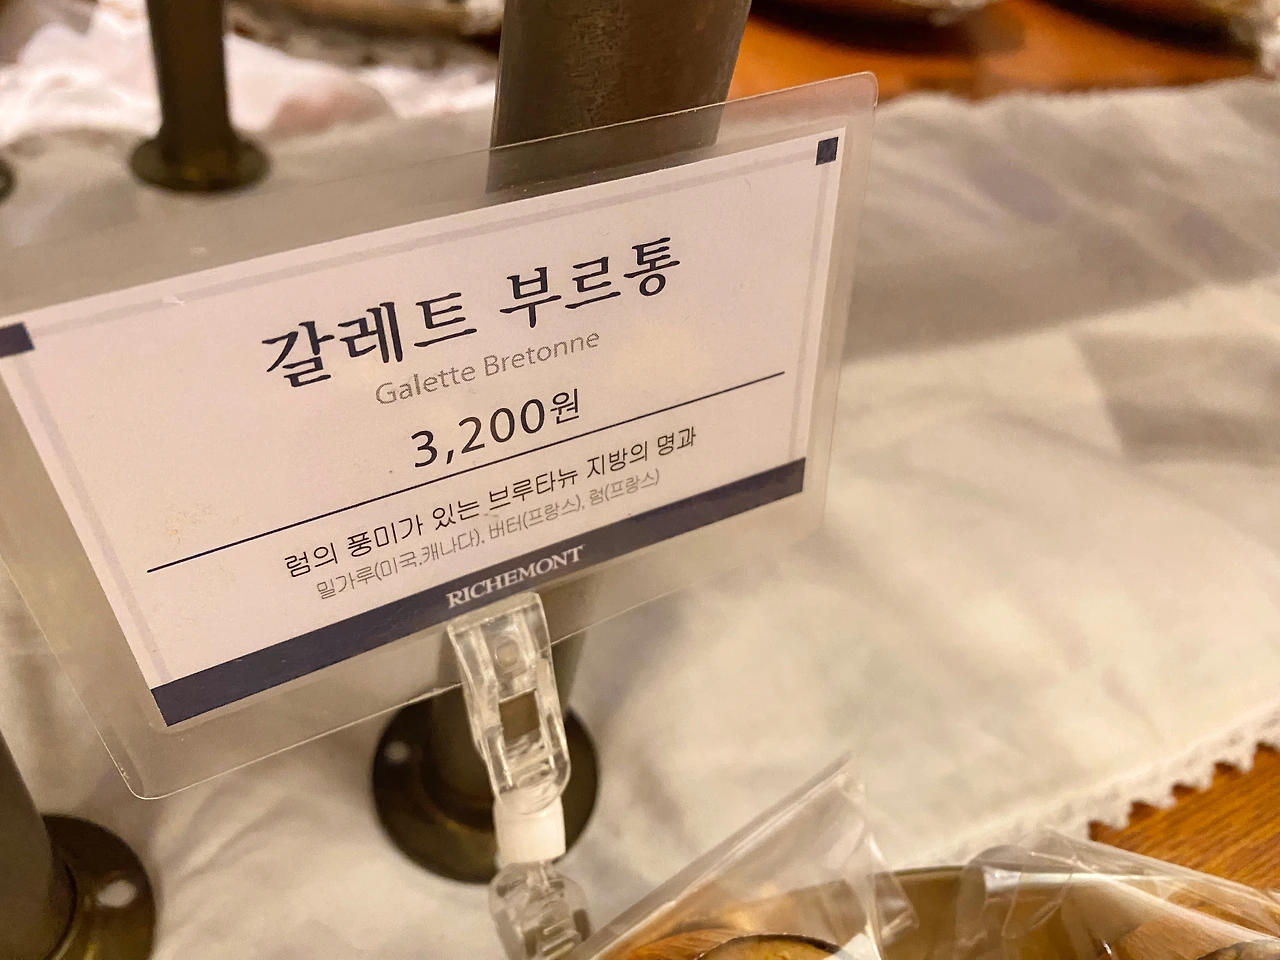 갈레트 부르통
Galette Bretonne
3,200원
럼의 풍미가 있는 브루타뉴 지방의 명과
밀가루(미국,캐나다), 버터(프랑스), 럼(프랑스)
RICHEMONT